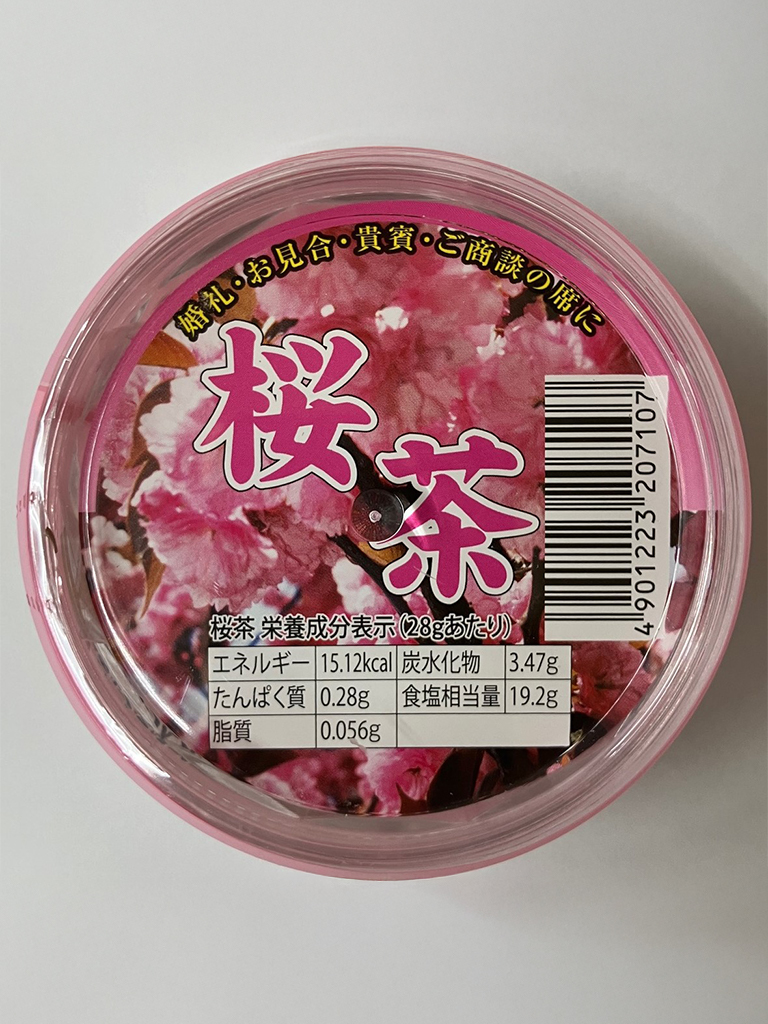 婚礼・お見合・貴賓・ご商談の席に
桜茶
4901223207107
桜茶 栄養成分表示(28gあたり)
エネルギー 15.12kcal 炭水化物 3.47g
たんぱく質 0.28g 食塩相当量 19.2g
脂質 0.056g